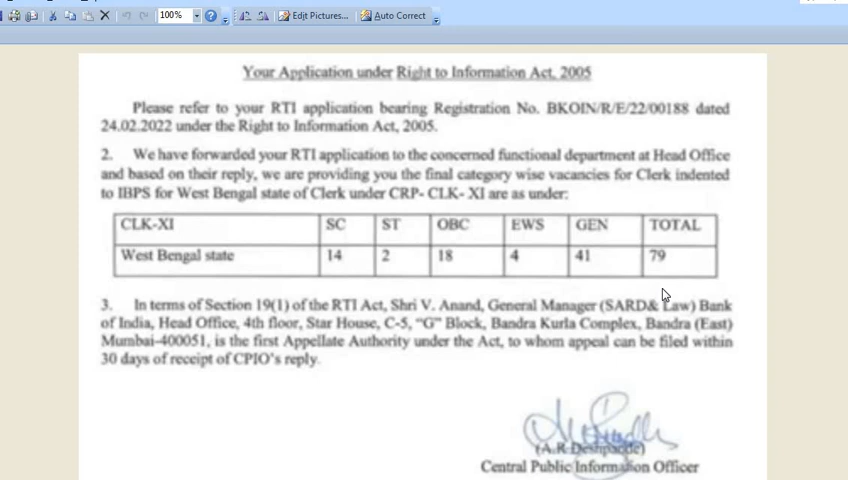 100%
Edit Pictures...
Auto Correct
Your Application under Right to Information Act, 2005
Please refer to your RTI application bearing Registration No. BKOIN/R/E/22/00188 dated
24.02.2022 under the Right to Information Act, 2005.
2. We have forwarded your RTI application to the concerned functional department at Head Office
and based on their reply, we are providing you the final category wise vacancies for Clerk indented
to IBPS for West Bengal state of Clerk under CRP- CLK- XI are as under:
CLK-XI SC ST OBC EWS GEN TOTAL
West Bengal state 14 2 18 4 41 79
3. In terms of Section 19(1) of the RTI Act, Shri V. Anand, General Manager (SARD& Law) Bank
of India, Head Office, 4th floor, Star House, C-5, "G" Block, Bandra Kurla Complex, Bandra (East)
Mumbai-400051, is the first Appellate Authority under the Act, to whom appeal can be filed within
30 days of receipt of CPIO's reply.
(A.R.Deshpande)
Central Public Information Officer